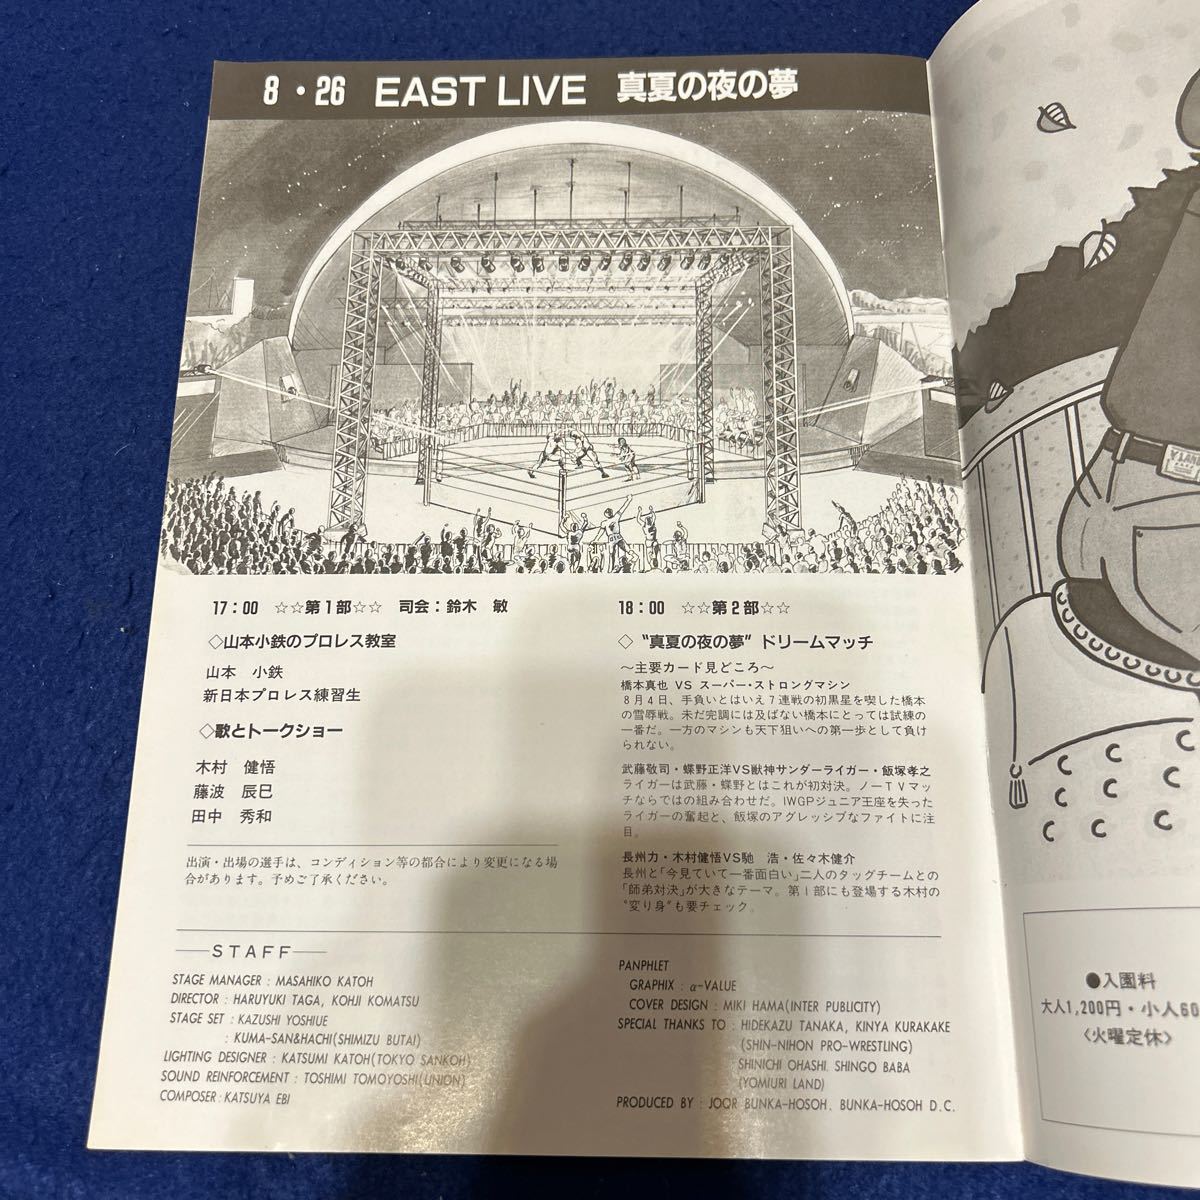 8・26 EAST LIVE 真夏の夜の夢
17:00 ☆☆第1部☆☆ 司会:鈴木 敏
◇山本小鉄のプロレス教室
山本 小鉄
新日本プロレス練習生
◇歌とトークショー
木村 健悟
藤波 辰巳
田中 秀和
出演・出場の選手は、コンディション等の都合により変更になる場
合があります。予めご了承ください。
18:00 ☆☆第2部☆☆
◇“真夏の夜の夢”ドリームマッチ
〜主要カード見どころ〜
橋本真也 VS スーパー・ストロングマシン
8月4日、手負いとはいえ7連戦の初黒星を喫した橋本
の雪辱戦。未だ完調には及ばない橋本にとっては試練の
一番だ。一方のマシンも天下狙いへの第一歩として負け
られない。
武藤敬司・蝶野正洋VS獣神サンダーライガー・飯塚孝之
ライガーは武藤・蝶野とはこれが初対決。ノーTVマッ
チならではの組み合わせだ。IWGPジュニア王座を失った
ライガーの奮起と、飯塚のアグレッシブなファイトに注
目。
長州力・木村健悟VS馳 浩・佐々木健介
長州と「今見ていて一番面白い」二人のタッグチームとの
「師弟対決」が大きなテーマ。第1部にも登場する木村の
“変り身”も要チェック。
STAFF
STAGE MANAGER : MASAHIKO KATOH
DIRECTOR : HARUYUKI TAGA, KOHJI KOMATSU
STAGE SET : KAZUSHI YOSHIUE
: KUMA-SAN&HACHI(SHIMIZU BUTAI)
LIGHTING DESIGNER : KATSUMI KATOH(TOKYO SANKOH)
SOUND REINFORCEMENT : TOSHIMI TOMOYOSHI(UNION)
COMPOSER : KATSUYA EBI
PANPHLET
GRAPHIX : α-VALUE
COVER DESIGN : MIKI HAMA(INTER PUBLICITY)
SPECIAL THANKS TO : HIDEKAZU TANAKA, KINYA KURAKAKE
(SHIN-NIHON PRO-WRESTLING)
SHINICHI OHASHI. SHINGO BABA
(YOMIURI LAND)
PRODUCED BY : JOQR BUNKA-HOSOH. BUNKA-HOSOH D.C.
●入園料
大人1,200円・小人60
〈火曜定休〉